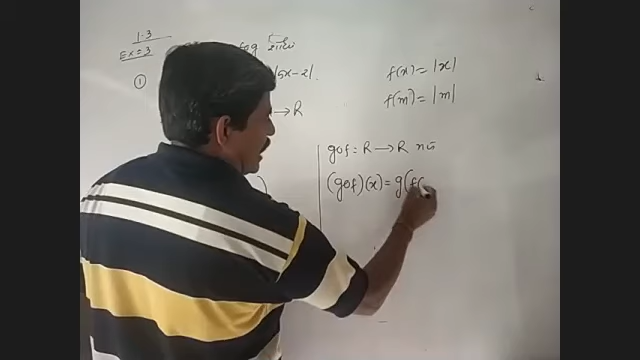 1.3
Ex=3
fog શોધો
①
|5x-2|.
→ R
f(x) = |x|
f(m) = |m|
gof = R → R
(gof)(x) = g(f(